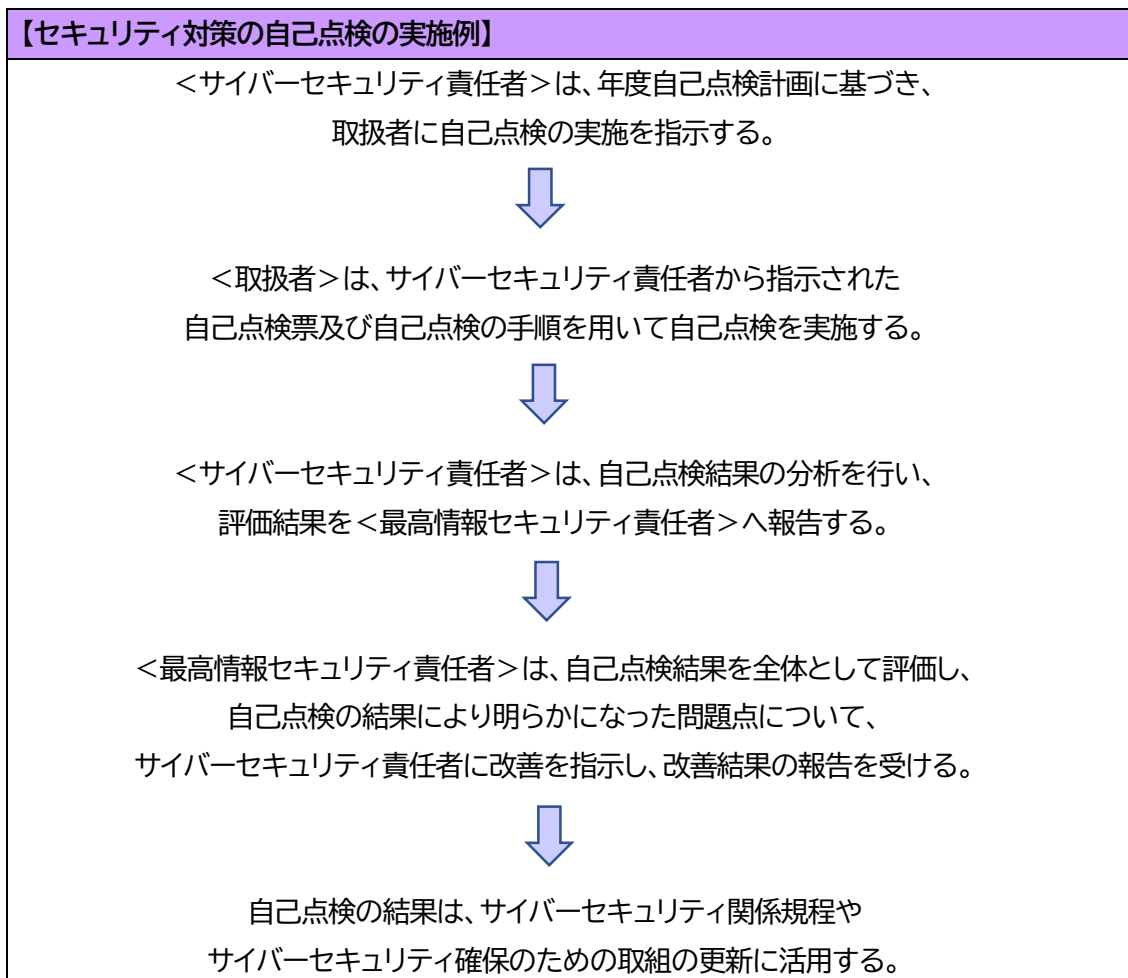 【セキュリティ対策の自己点検の実施例】
＜サイバーセキュリティ責任者＞は、年度自己点検計画に基づき、
取扱者に自己点検の実施を指示する。
＜取扱者＞は、サイバーセキュリティ責任者から指示された
自己点検票及び自己点検の手順を用いて自己点検を実施する。
＜サイバーセキュリティ責任者＞は、自己点検結果の分析を行い、
評価結果を＜最高情報セキュリティ責任者＞へ報告する。
＜最高情報セキュリティ責任者＞は、自己点検結果を全体として評価し、
自己点検の結果により明らかになった問題点について、
サイバーセキュリティ責任者に改善を指示し、改善結果の報告を受ける。
自己点検の結果は、サイバーセキュリティ関係規程や
サイバーセキュリティ確保のための取組の更新に活用する。